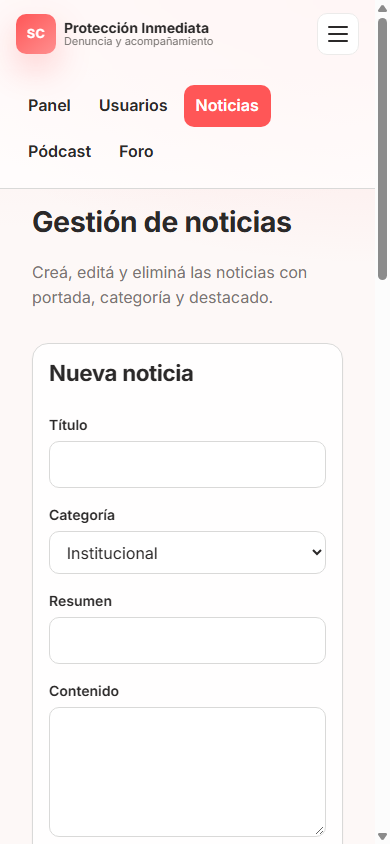 SC
Protección Inmediata
Denuncia y acompañamiento
Panel
Usuarios
Noticias
Pódcast
Foro
Gestión de noticias
Creá, editá y eliminá las noticias con
portada, categoría y destacado.
Nueva noticia
Título
Categoría
Institucional
Resumen
Contenido